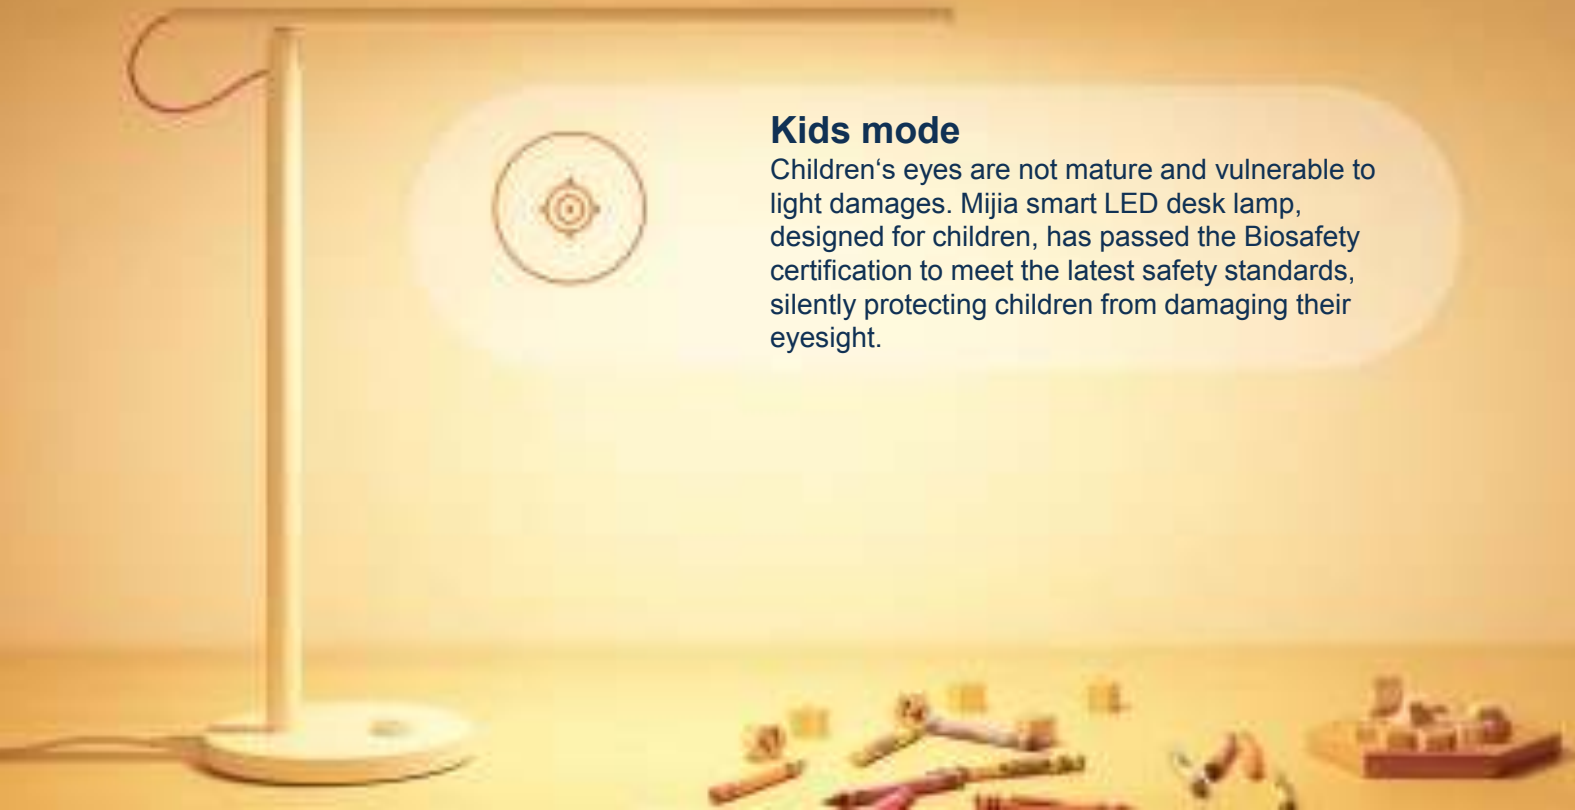 Kids mode
Children‘s eyes are not mature and vulnerable to
light damages. Mijia smart LED desk lamp,
designed for children, has passed the Biosafety
certification to meet the latest safety standards,
silently protecting children from damaging their
eyesight.